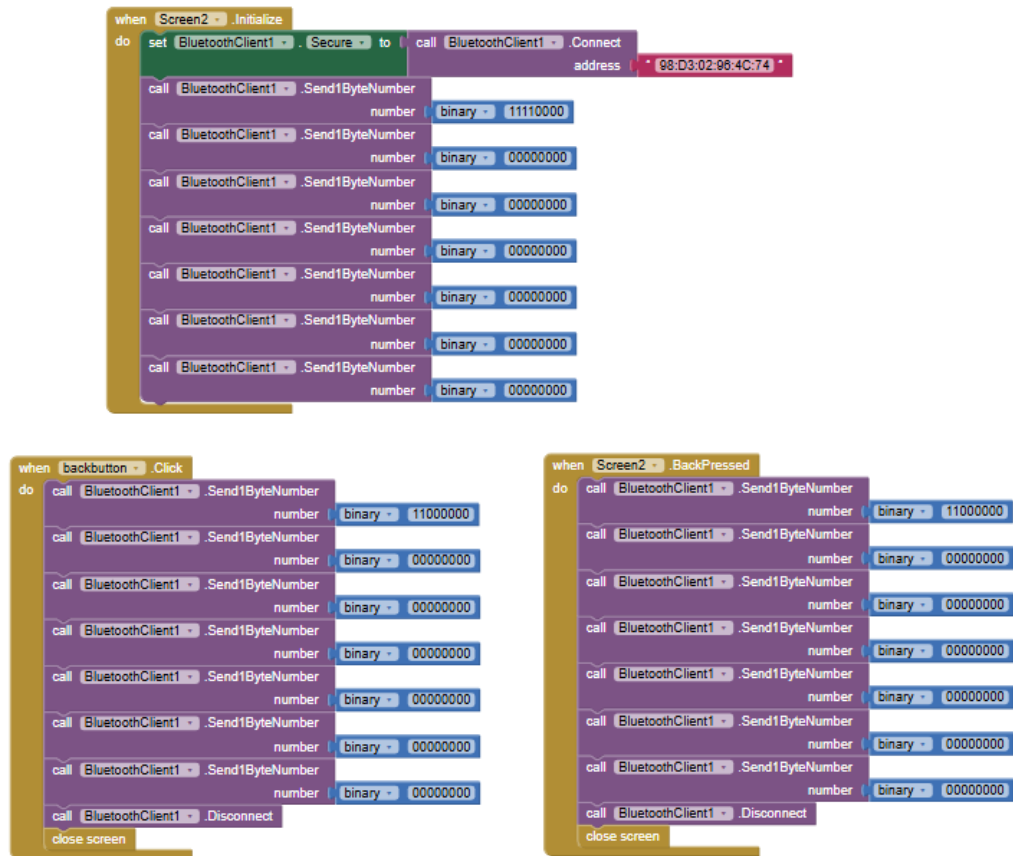 when Screen2 .Initialize
do set BluetoothClient1 . Secure to call BluetoothClient1 .Connect
address " 98:D3:02:96:4C:74 "
call BluetoothClient1 .Send1ByteNumber
number binary 11110000
call BluetoothClient1 .Send1ByteNumber
number binary 00000000
call BluetoothClient1 .Send1ByteNumber
number binary 00000000
call BluetoothClient1 .Send1ByteNumber
number binary 00000000
call BluetoothClient1 .Send1ByteNumber
number binary 00000000
call BluetoothClient1 .Send1ByteNumber
number binary 00000000
call BluetoothClient1 .Send1ByteNumber
number binary 00000000
when backbutton .Click
do call BluetoothClient1 .Send1ByteNumber
number binary 11000000
call BluetoothClient1 .Send1ByteNumber
number binary 00000000
call BluetoothClient1 .Send1ByteNumber
number binary 00000000
call BluetoothClient1 .Send1ByteNumber
number binary 00000000
call BluetoothClient1 .Send1ByteNumber
number binary 00000000
call BluetoothClient1 .Send1ByteNumber
number binary 00000000
call BluetoothClient1 .Send1ByteNumber
number binary 00000000
call BluetoothClient1 .Disconnect
close screen
when Screen2 .BackPressed
do call BluetoothClient1 .Send1ByteNumber
number binary 11000000
call BluetoothClient1 .Send1ByteNumber
number binary 00000000
call BluetoothClient1 .Send1ByteNumber
number binary 00000000
call BluetoothClient1 .Send1ByteNumber
number binary 00000000
call BluetoothClient1 .Send1ByteNumber
number binary 00000000
call BluetoothClient1 .Send1ByteNumber
number binary 00000000
call BluetoothClient1 .Send1ByteNumber
number binary 00000000
call BluetoothClient1 .Disconnect
close screen